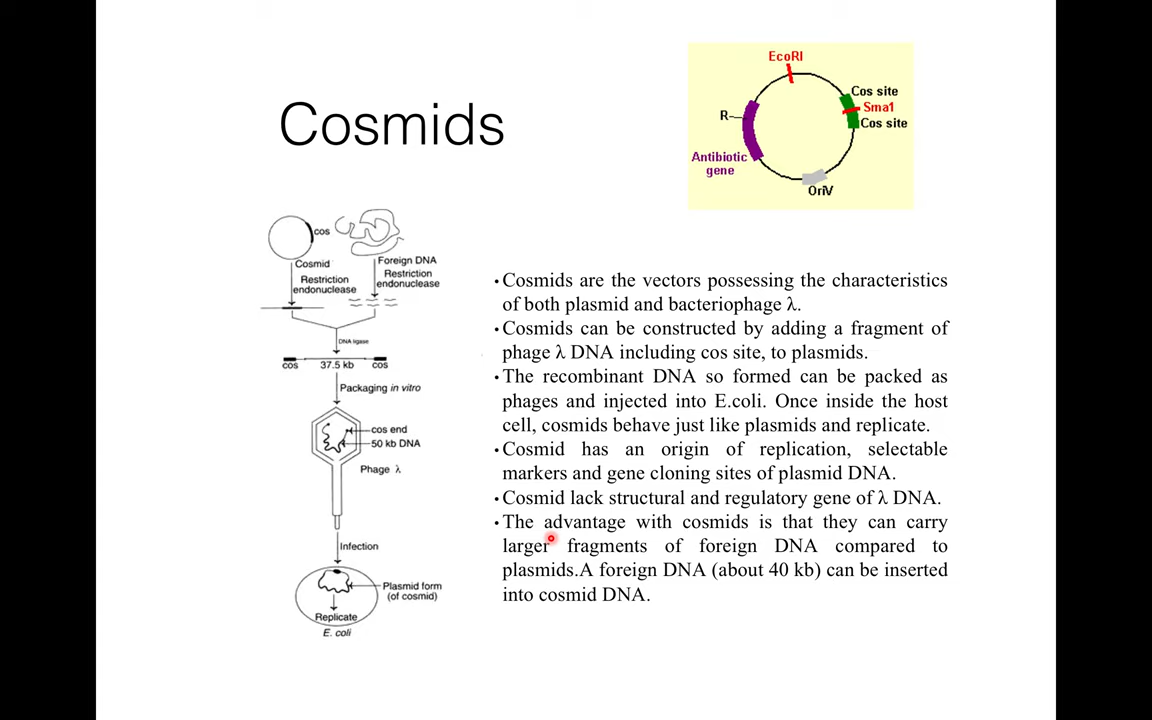 Cosmids
EcoRI
Cos site
Sma1
Cos site
R
Antibiotic
gene
OriV
cos
Cosmid
Foreign DNA
Restriction
endonuclease
Restriction
endonuclease
DNA ligase
cos 37.5 kb cos
Packaging in vitro
cos end
50 kb DNA
Phage λ
Infection
Plasmid form
(of cosmid)
Replicate
E. coli
• Cosmids are the vectors possessing the characteristics
of both plasmid and bacteriophage λ.
• Cosmids can be constructed by adding a fragment of
phage λ DNA including cos site, to plasmids.
• The recombinant DNA so formed can be packed as
phages and injected into E.coli. Once inside the host
cell, cosmids behave just like plasmids and replicate.
• Cosmid has an origin of replication, selectable
markers and gene cloning sites of plasmid DNA.
• Cosmid lack structural and regulatory gene of λ DNA.
• The advantage with cosmids is that they can carry
larger fragments of foreign DNA compared to
plasmids.A foreign DNA (about 40 kb) can be inserted
into cosmid DNA.